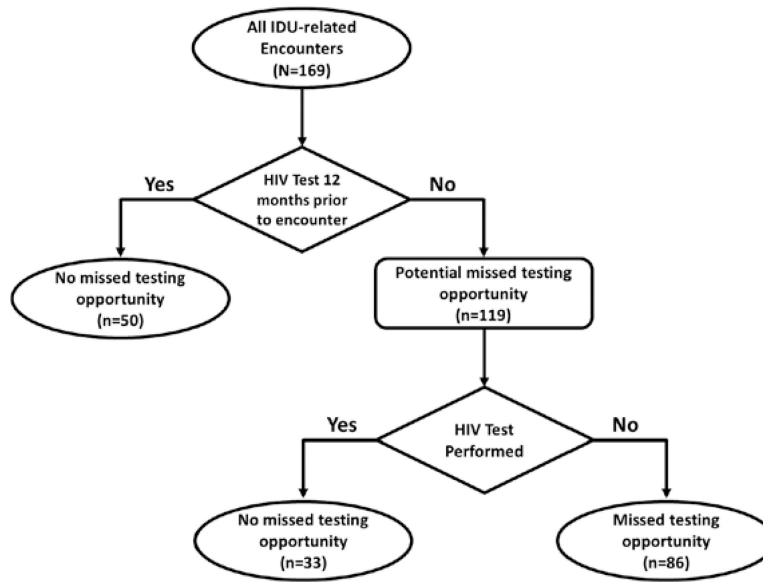 All IDU-related
Encounters
(N=169)
Yes
HIV Test 12
months prior
to encounter
No
No missed testing
opportunity
(n=50)
Potential missed testing
opportunity
(n=119)
Yes
HIV Test
Performed
No
No missed testing
opportunity
(n=33)
Missed testing
opportunity
(n=86)